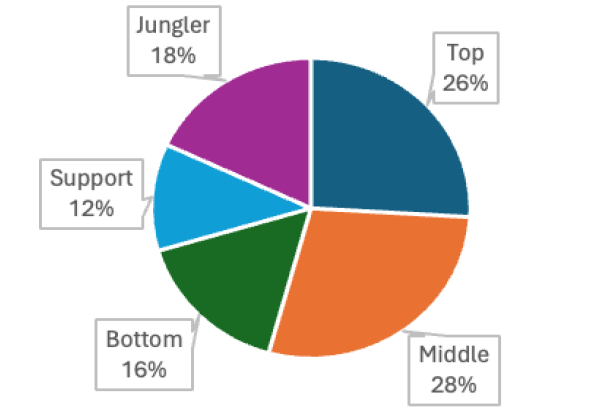 Jungler
18%
Top
26%
Support
12%
Bottom
16%
Middle
28%